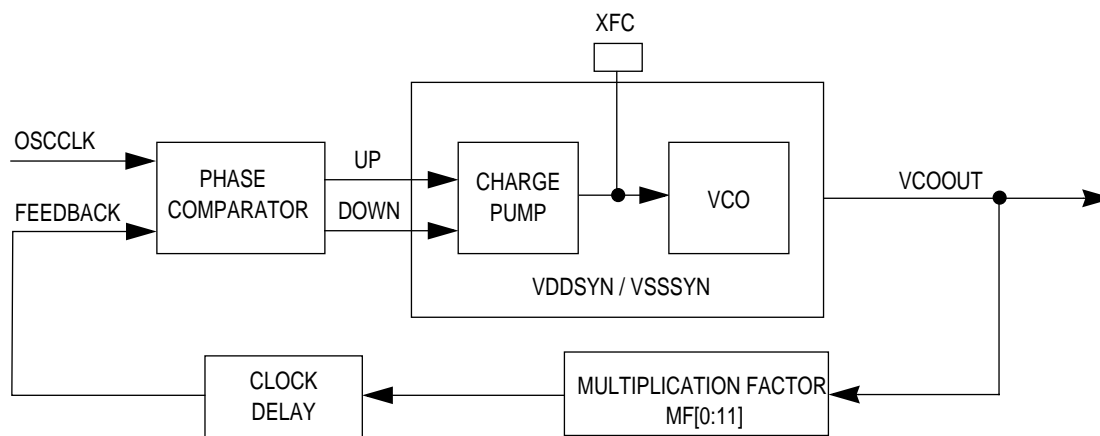 XFC
OSCCLK
FEEDBACK
PHASE
COMPARATOR
UP
DOWN
CHARGE
PUMP
VCO
VDDSYN / VSSSYN
VCOOUT
CLOCK
DELAY
MULTIPLICATION FACTOR
MF[0:11]